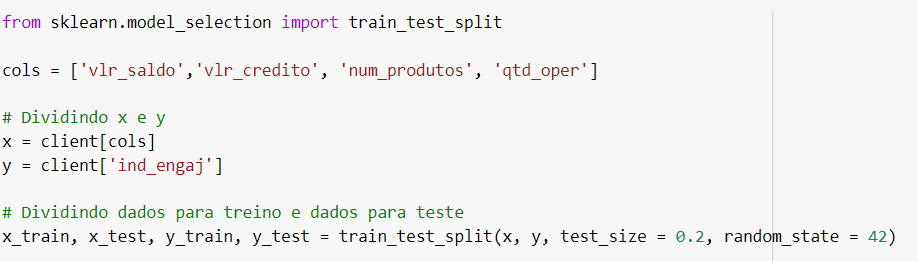 from sklearn.model_selection import train_test_split
cols = ['vlr_saldo','vlr_credito', 'num_produtos', 'qtd_oper']
# Dividindo x e y
x = client[cols]
y = client['ind_engaj']
# Dividindo dados para treino e dados para teste
x_train, x_test, y_train, y_test = train_test_split(x, y, test_size = 0.2, random_state = 42)